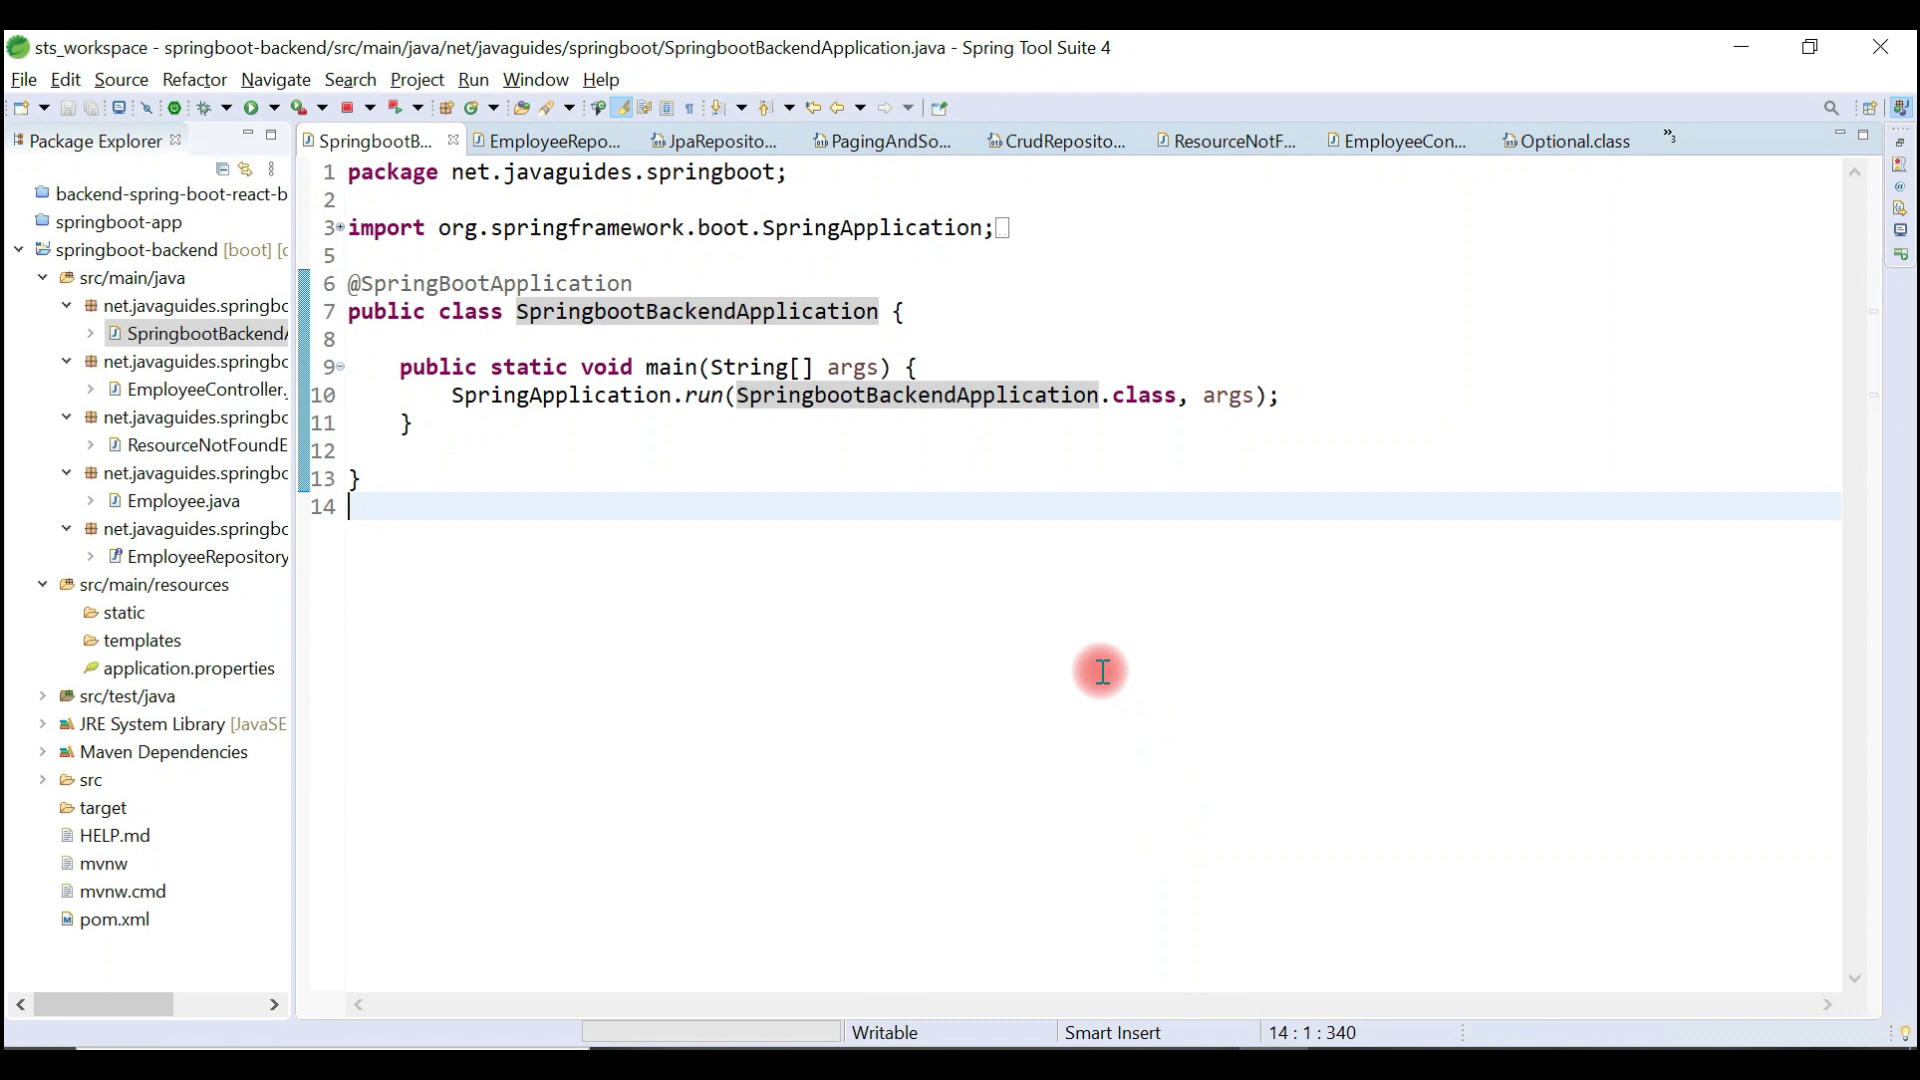 sts_workspace - springboot-backend/src/main/java/net/javaguides/springboot/SpringbootBackendApplication.java - Spring Tool Suite 4
File Edit Source Refactor Navigate Search Project Run Window Help
Package Explorer
SpringbootB... EmployeeRepo... JpaReposito... PagingAndSo... CrudReposito... ResourceNotF... EmployeeCon... Optional.class »3
backend-spring-boot-react-b
springboot-app
springboot-backend [boot] [c
src/main/java
net.javaguides.springbc
SpringbootBackendA
net.javaguides.springbc
EmployeeController.
net.javaguides.springbc
ResourceNotFoundE
net.javaguides.springbc
Employee.java
net.javaguides.springbc
EmployeeRepository
src/main/resources
static
templates
application.properties
src/test/java
JRE System Library [JavaSE
Maven Dependencies
src
target
HELP.md
mvnw
mvnw.cmd
pom.xml
1 package net.javaguides.springboot;
2
3 import org.springframework.boot.SpringApplication;
5
6 @SpringBootApplication
7 public class SpringbootBackendApplication {
8
9 public static void main(String[] args) {
10 SpringApplication.run(SpringbootBackendApplication.class, args);
11 }
12
13 }
14
Writable Smart Insert 14 : 1 : 340